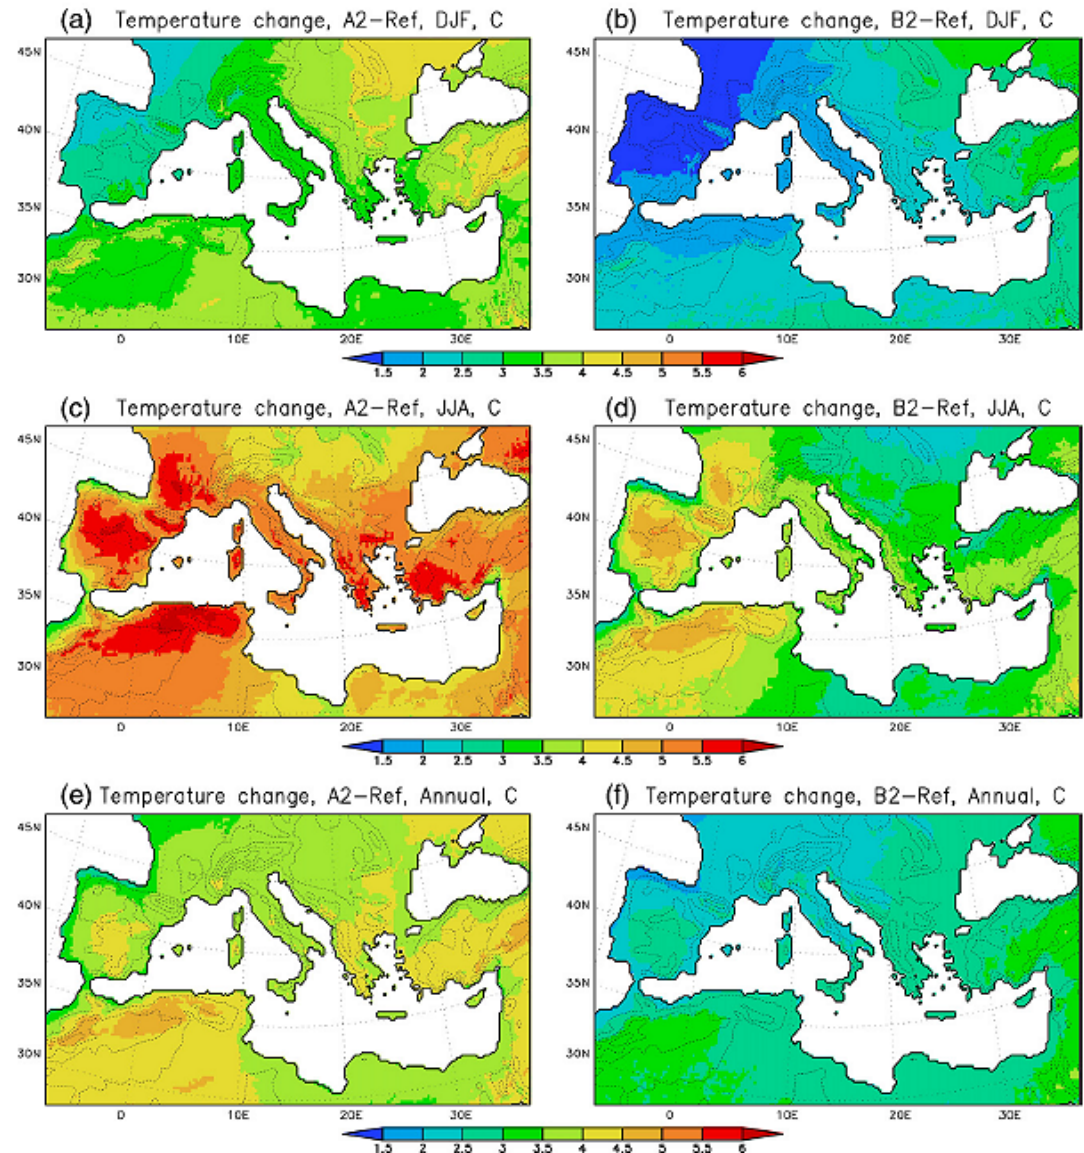 (a) Temperature change, A2-Ref, DJF, C
(b) Temperature change, B2-Ref, DJF, C
45N
45N
40N
40N
35N
35N
30N
30N
0 10E 20E 30E
0 10E 20E 30E
1.5 2 2.5 3 3.5 4 4.5 5 5.5 6
(c) Temperature change, A2-Ref, JJA, C
(d) Temperature change, B2-Ref, JJA, C
45N
45N
40N
40N
35N
35N
30N
30N
0 10E 20E 30E
0 10E 20E 30E
1.5 2 2.5 3 3.5 4 4.5 5 5.5 6
(e) Temperature change, A2-Ref, Annual, C
(f) Temperature change, B2-Ref, Annual, C
45N
45N
40N
40N
35N
35N
30N
30N
0 10E 20E 30E
0 10E 20E 30E
1.5 2 2.5 3 3.5 4 4.5 5 5.5 6